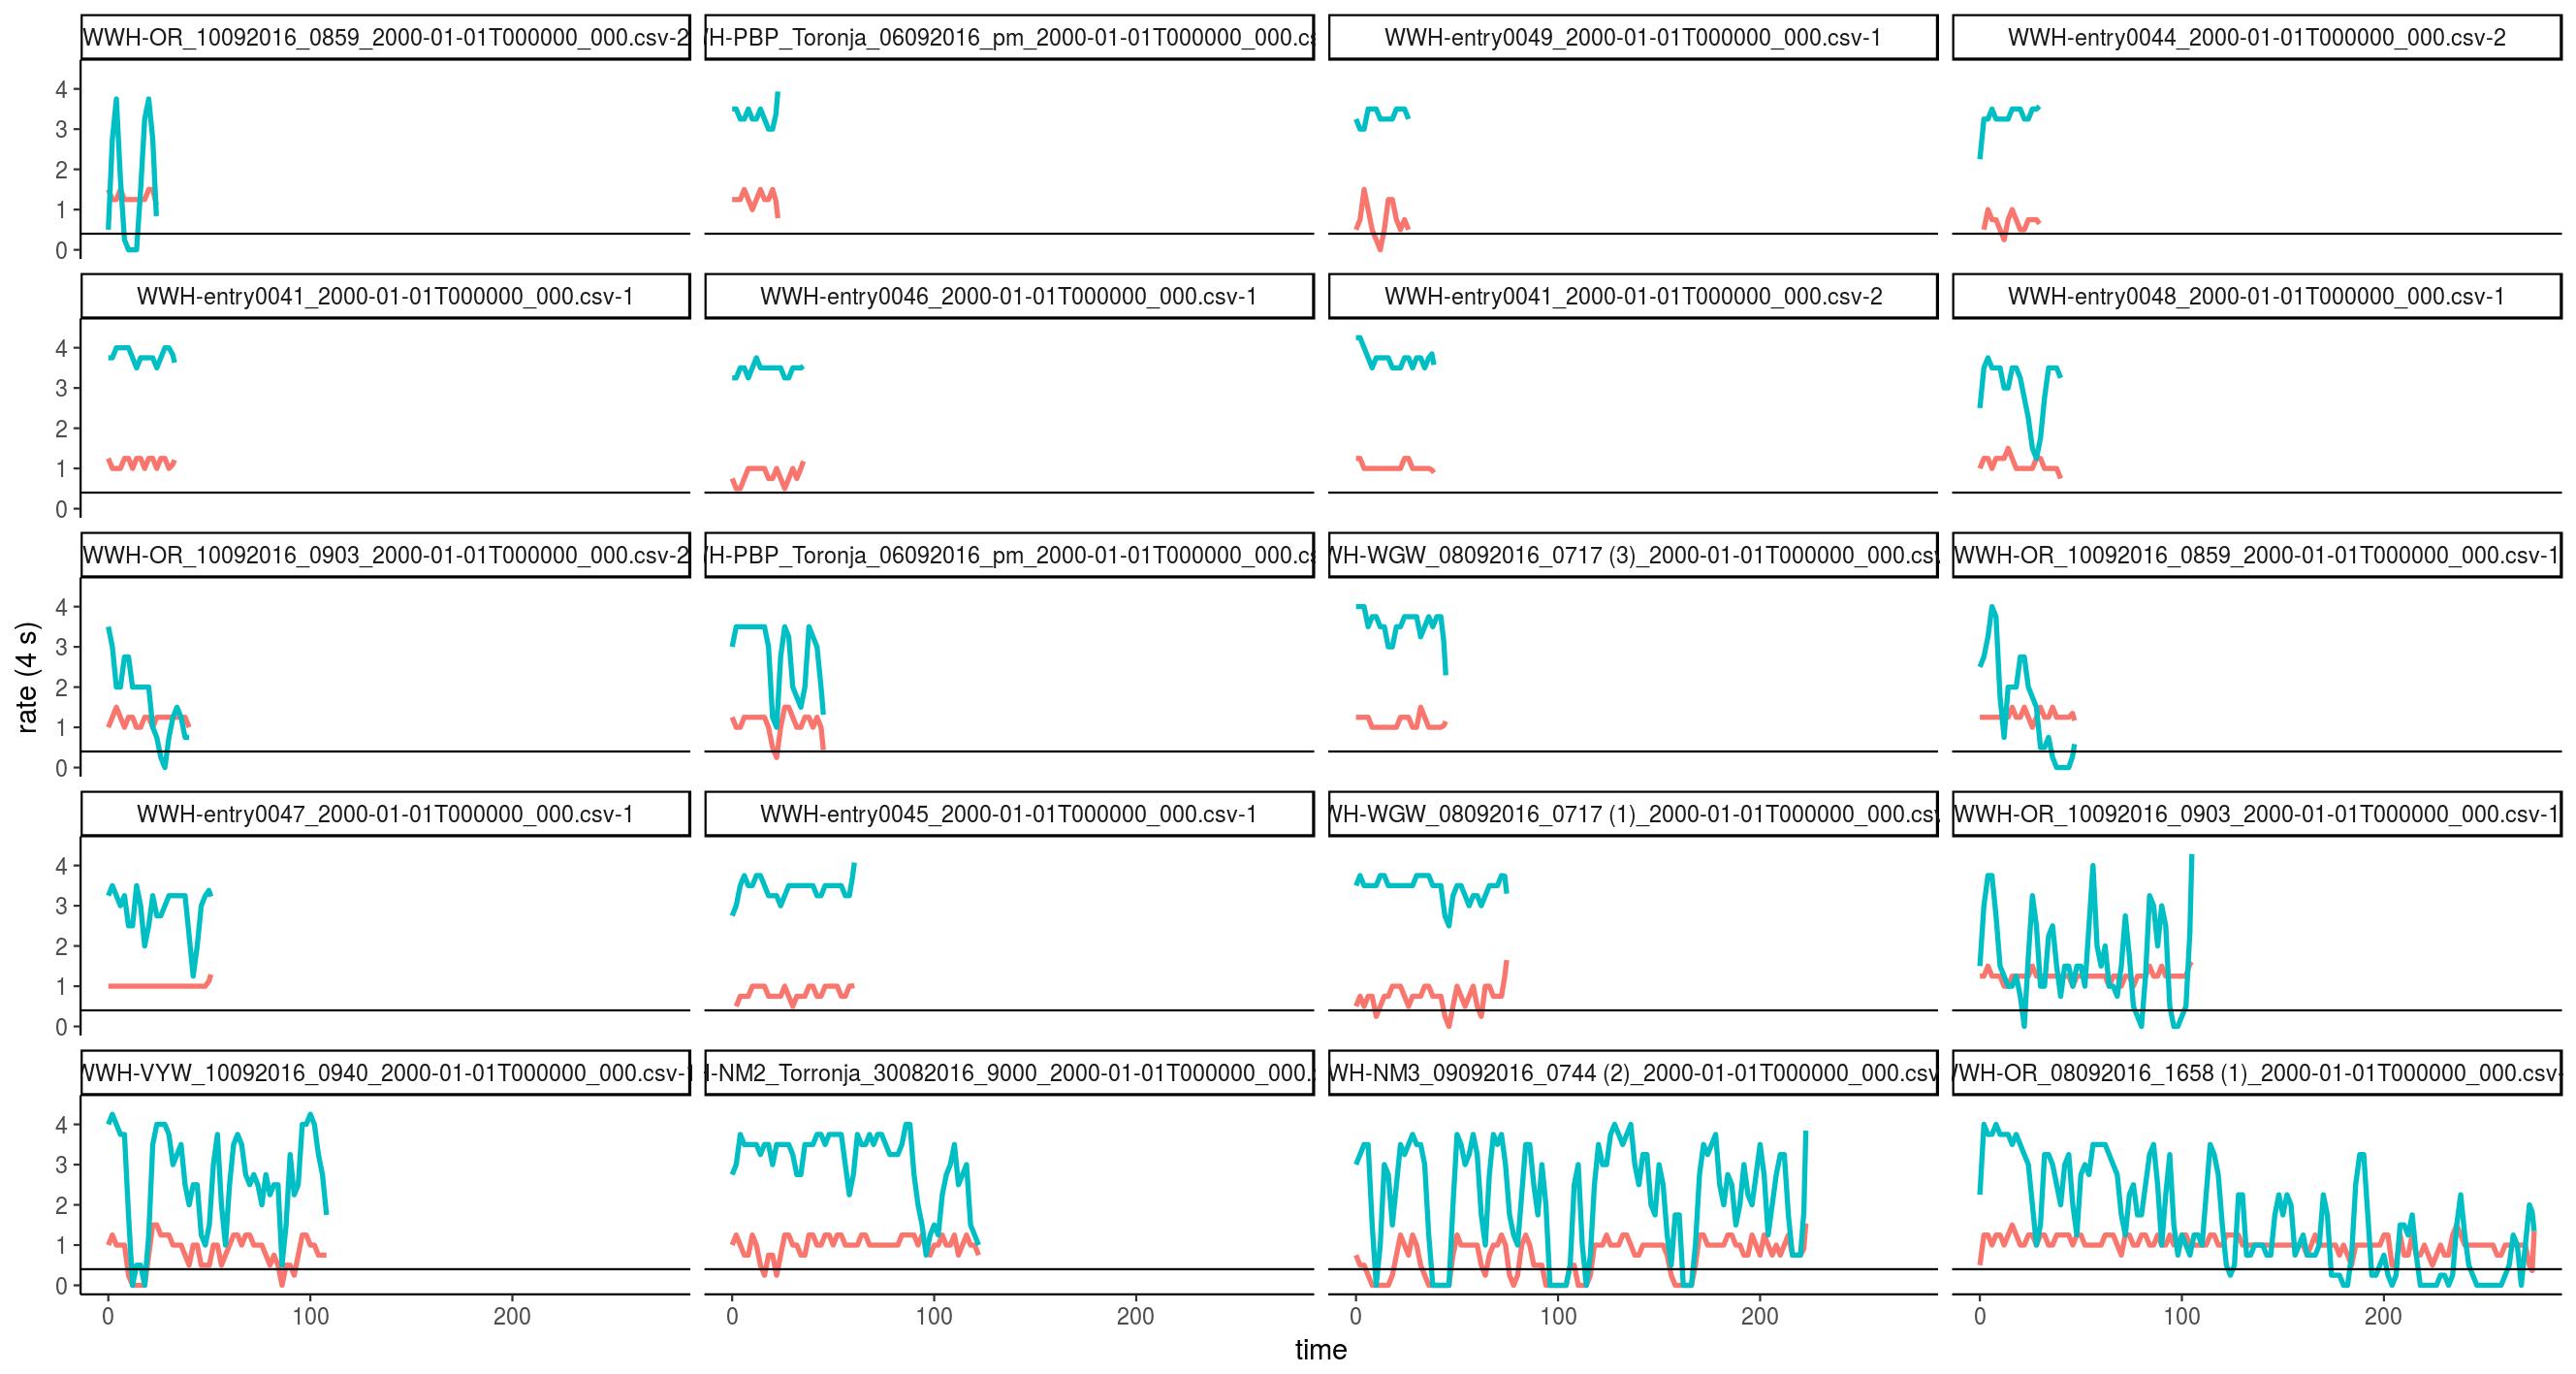 WWH-OR_10092016_0859_2000-01-01T000000_000.csv-2
H-PBP_Toronja_06092016_pm_2000-01-01T000000_000.cs
WWH-entry0049_2000-01-01T000000_000.csv-1
WWH-entry0044_2000-01-01T000000_000.csv-2
4
3
2
1
0
WWH-entry0041_2000-01-01T000000_000.csv-1
WWH-entry0046_2000-01-01T000000_000.csv-1
WWH-entry0041_2000-01-01T000000_000.csv-2
WWH-entry0048_2000-01-01T000000_000.csv-1
4
3
2
1
0
WWH-OR_10092016_0903_2000-01-01T000000_000.csv-2
H-PBP_Toronja_06092016_pm_2000-01-01T000000_000.cs
WH-WGW_08092016_0717 (3)_2000-01-01T000000_000.csv
WWH-OR_10092016_0859_2000-01-01T000000_000.csv-1
4
3
2
1
0
rate (4 s)
WWH-entry0047_2000-01-01T000000_000.csv-1
WWH-entry0045_2000-01-01T000000_000.csv-1
WH-WGW_08092016_0717 (1)_2000-01-01T000000_000.csv
WWH-OR_10092016_0903_2000-01-01T000000_000.csv-1
4
3
2
1
0
WWH-VYW_10092016_0940_2000-01-01T000000_000.csv-1
-NM2_Torronja_30082016_9000_2000-01-01T000000_000.
WH-NM3_09092016_0744 (2)_2000-01-01T000000_000.csv
WH-OR_08092016_1658 (1)_2000-01-01T000000_000.csv-
4
3
2
1
0
0 100 200
0 100 200
0 100 200
0 100 200
time